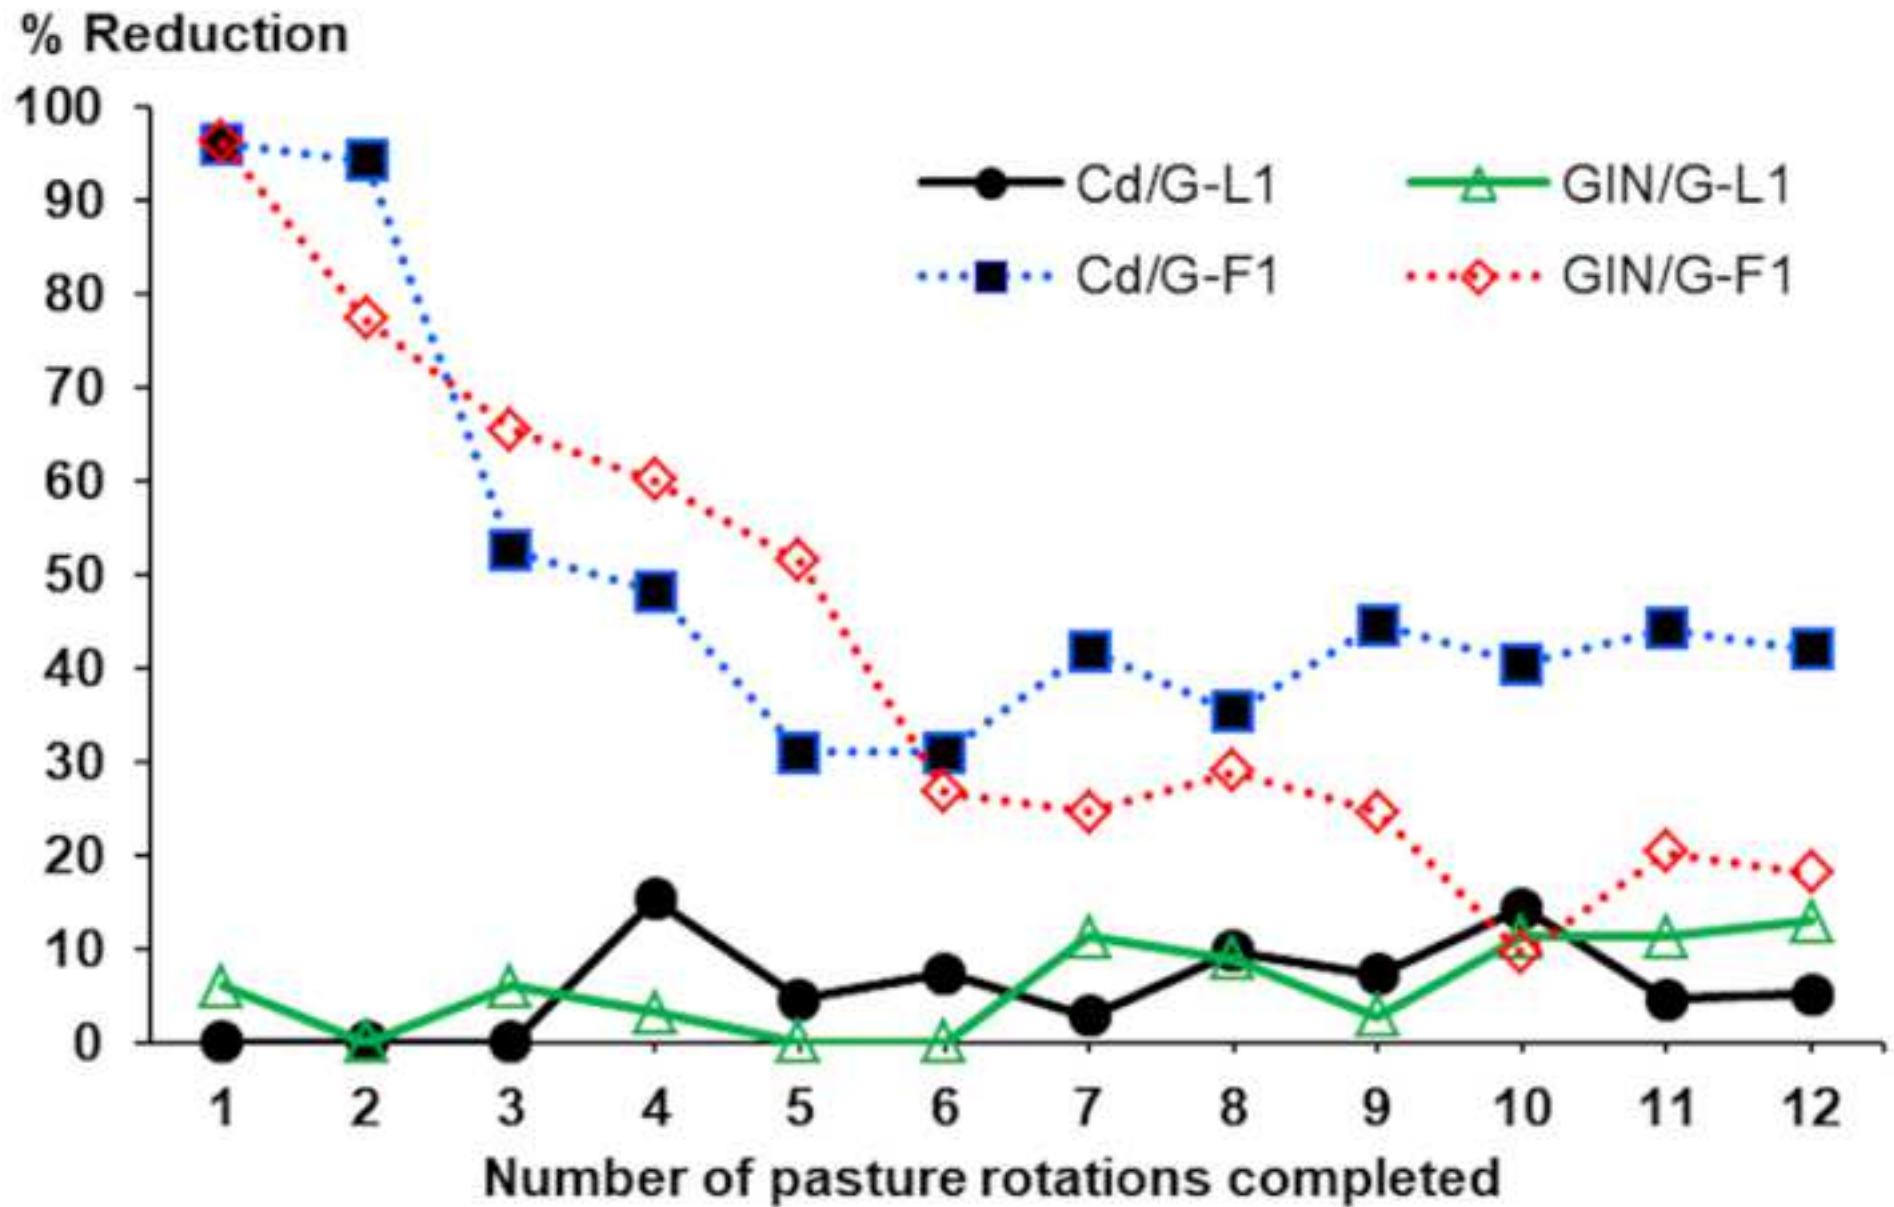 % Reduction
100
90
80
70
60
50
40
30
20
10
0
Cd/G-L1 GIN/G-L1
Cd/G-F1 GIN/G-F1
1 2 3 4 5 6 7 8 9 10 11 12
Number of pasture rotations completed